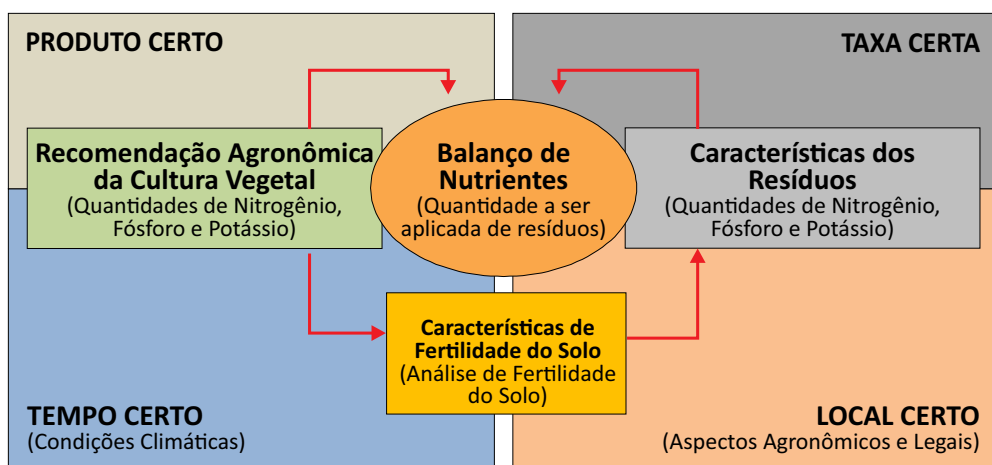 PRODUTO CERTO
TAXA CERTA
Recomendação Agronômica
da Cultura Vegetal
(Quantidades de Nitrogênio,
Fósforo e Potássio)
Balanço de
Nutrientes
(Quantidade a ser
aplicada de resíduos)
Características dos
Resíduos
(Quantidades de Nitrogênio,
Fósforo e Potássio)
Características de
Fertilidade do Solo
(Análise de Fertilidade
do Solo)
TEMPO CERTO
(Condições Climáticas)
LOCAL CERTO
(Aspectos Agronômicos e Legais)